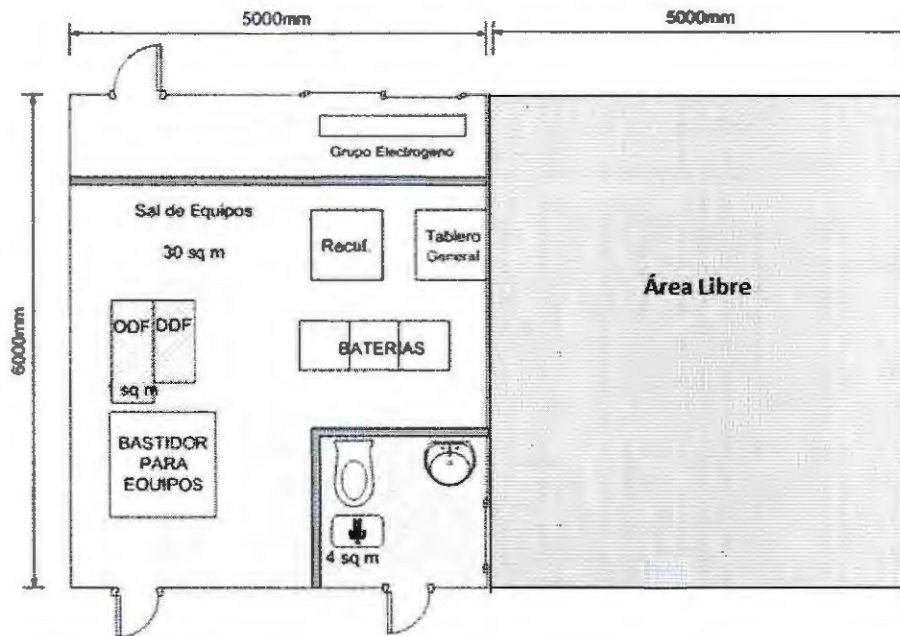 5000mm
5000mm
6000mm
Grupo Electrogeno
Sal de Equipos
30 sq m
Recuf.
Tablero
General
Área Libre
ODF
DDF
BATERIAS
sq m
BASTIDOR
PARA
EQUIPOS
4 sq m